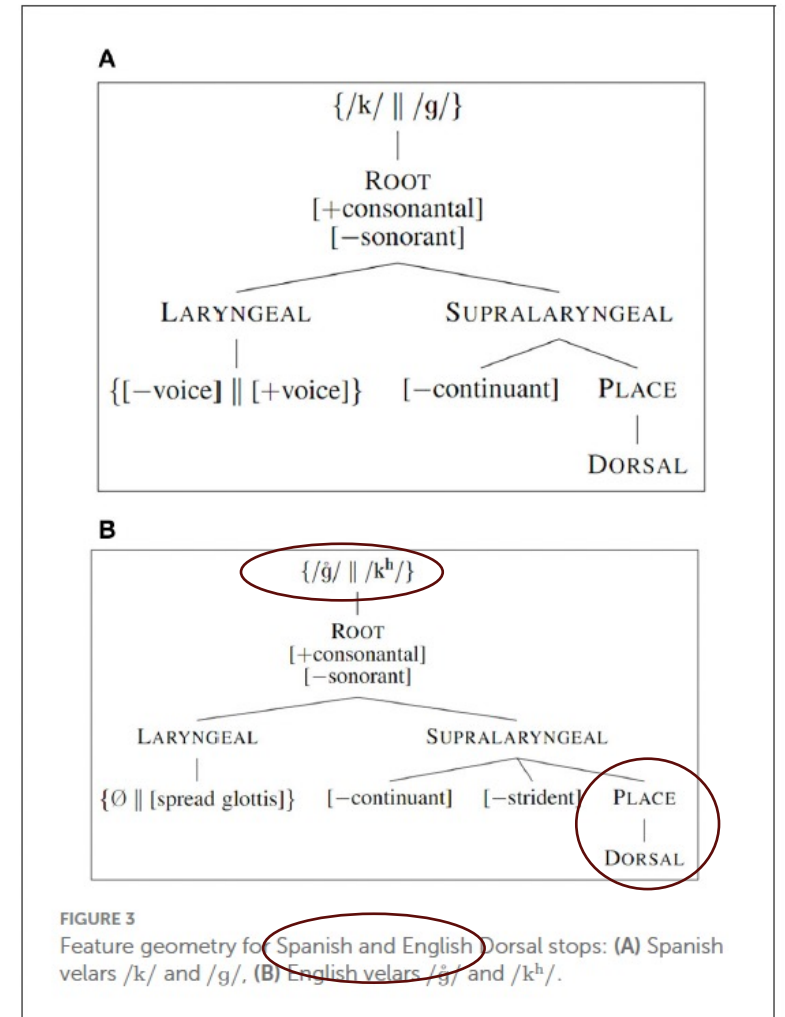 A
{/k/ ‖ /g/}
ROOT
[+consonantal]
[−sonorant]
LARYNGEAL SUPRALARYNGEAL
{[−voice] ‖ [+voice]} [−continuant] PLACE
DORSAL
B
{/g̊/ ‖ /kʰ/}
ROOT
[+consonantal]
[−sonorant]
LARYNGEAL SUPRALARYNGEAL
{Ø ‖ [spread glottis]} [−continuant] [−strident] PLACE
DORSAL
FIGURE 3
Feature geometry for Spanish and English Dorsal stops: (A) Spanish
velars /k/ and /g/, (B) English velars /g̊/ and /kʰ/.